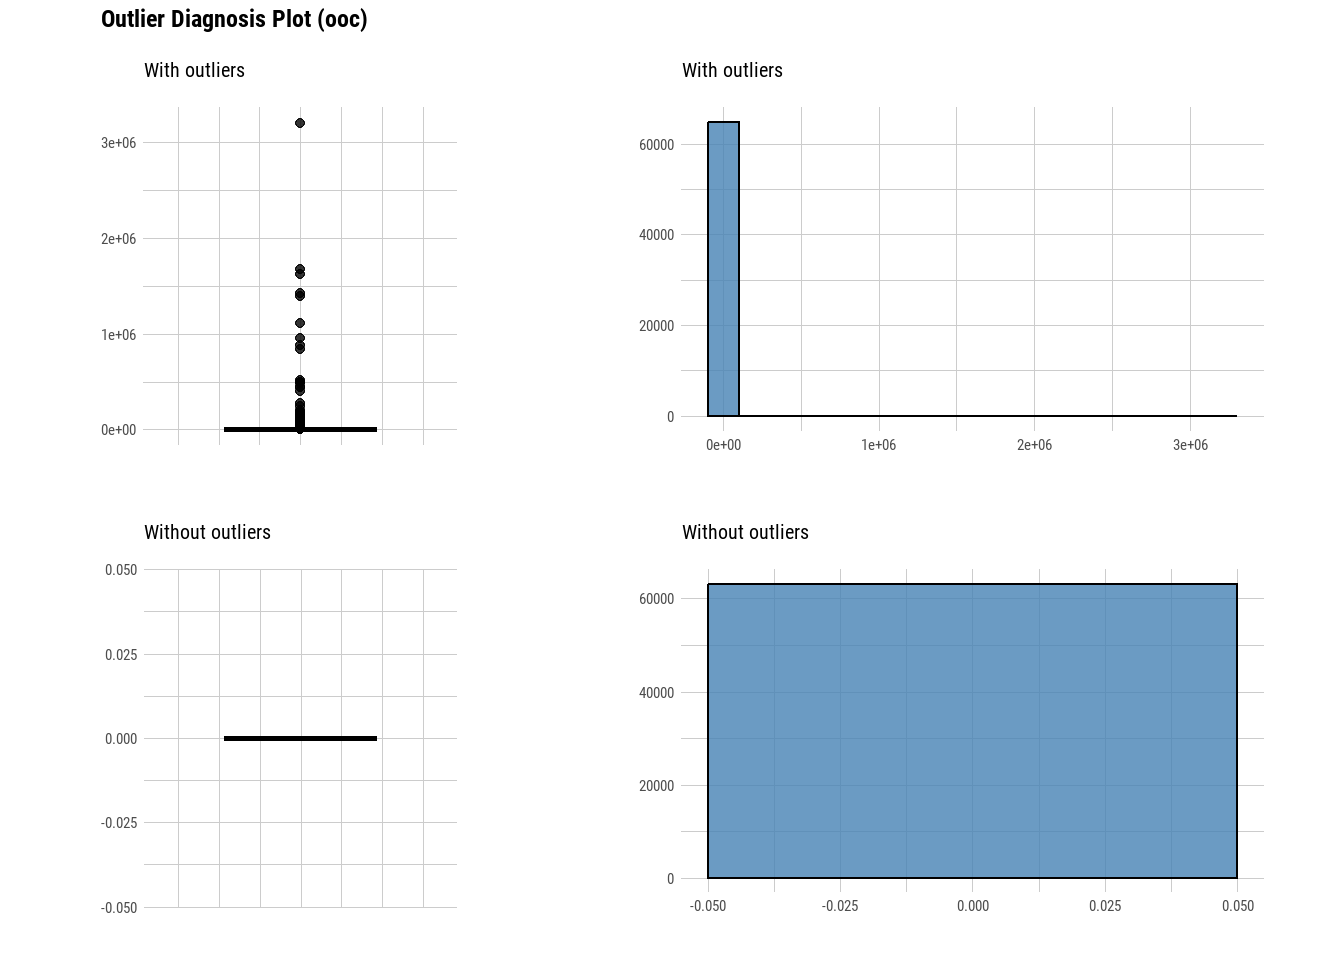 Outlier Diagnosis Plot (ooc)
With outliers
3e+06
2e+06
1e+06
0e+00
With outliers
60000
40000
20000
0
0e+00 1e+06 2e+06 3e+06
Without outliers
0.050
0.025
0.000
-0.025
-0.050
Without outliers
60000
40000
20000
0
-0.050 -0.025 0.000 0.025 0.050